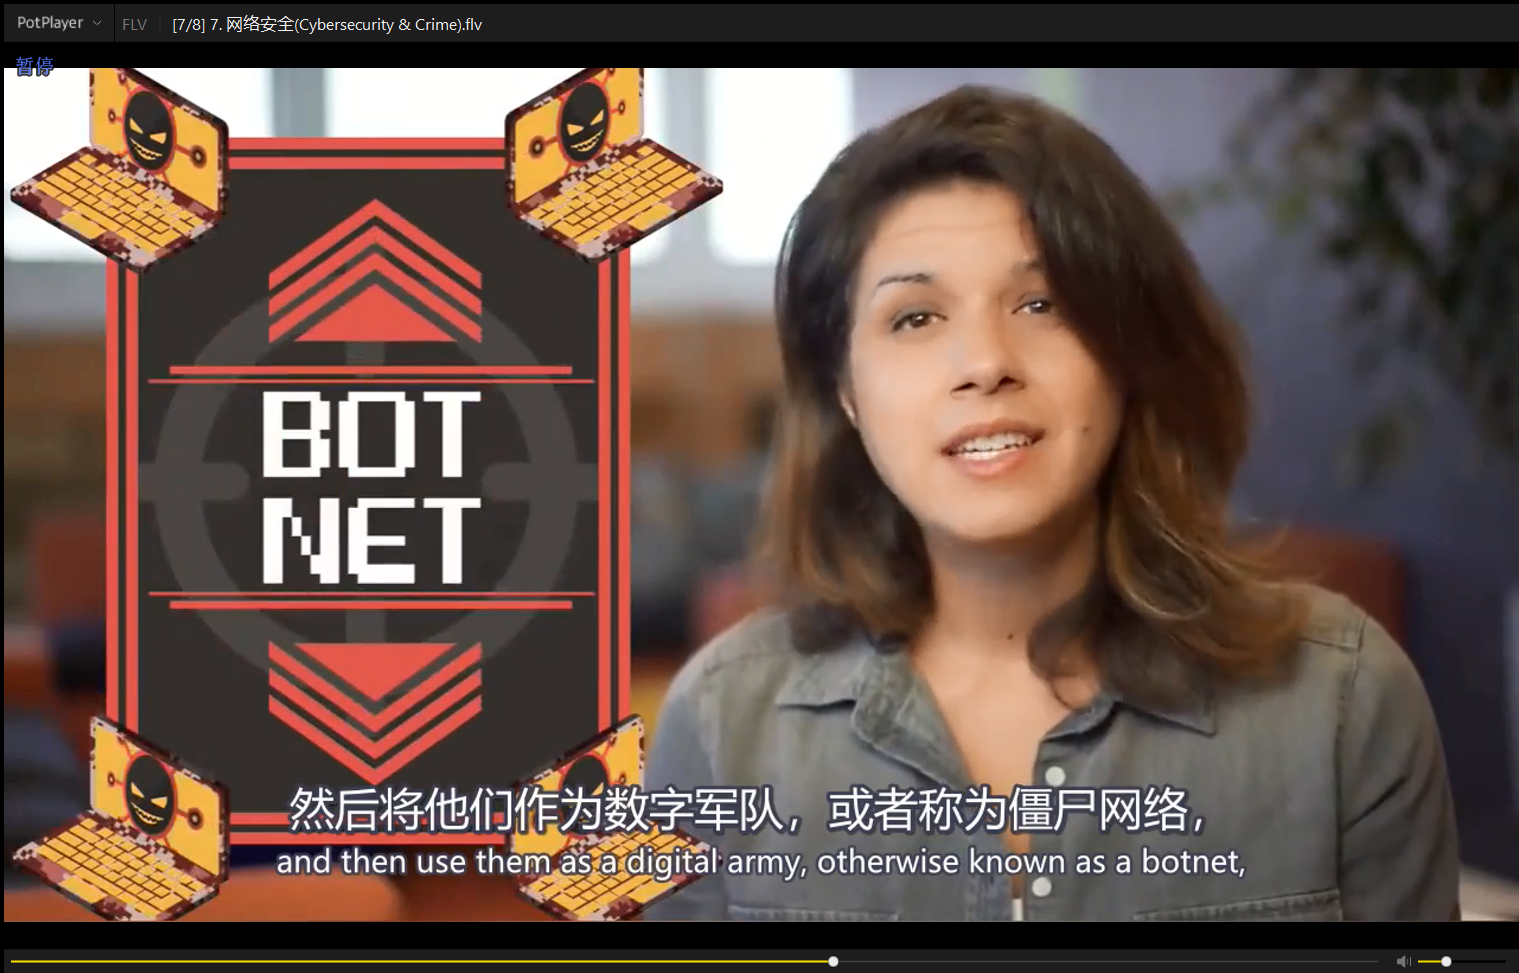 PotPlayer
FLV
[7/8] 7. 网络安全(Cybersecurity & Crime).flv
暂停
BOT
NET
然后将他们作为数字军队，或者称为僵尸网络，
and then use them as a digital army, otherwise known as a botnet,